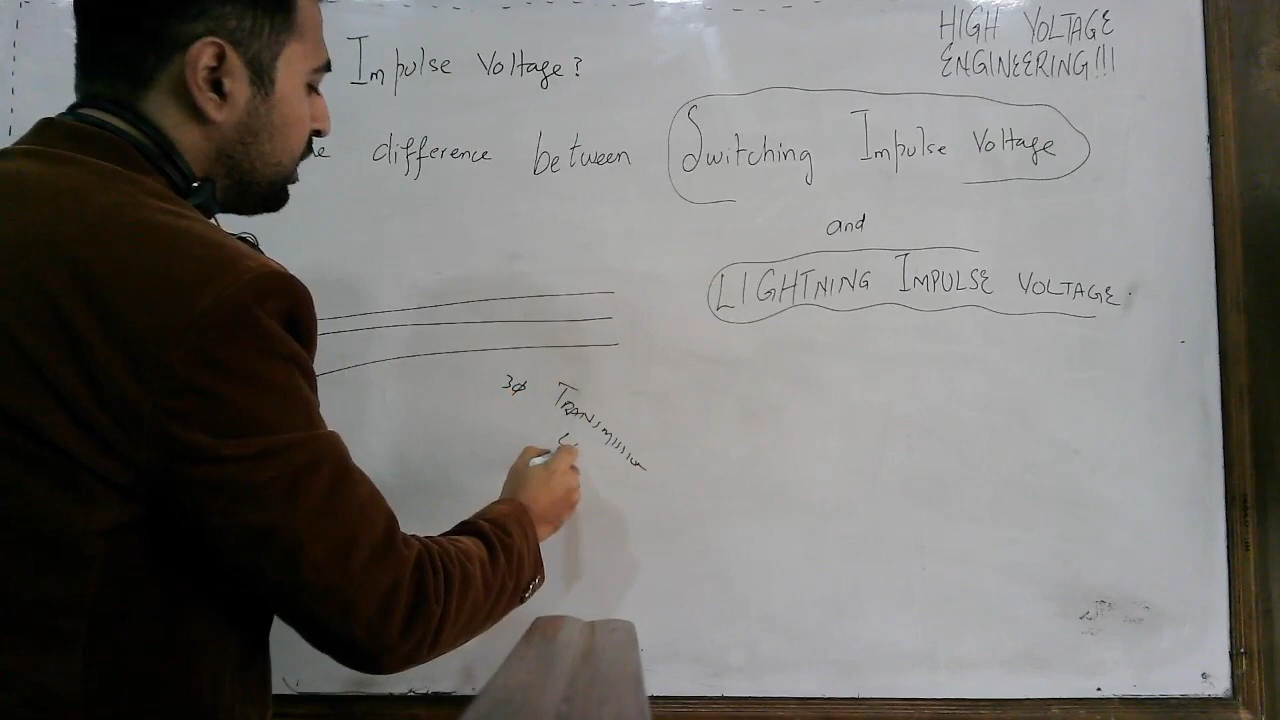 Impulse Voltage?
HIGH VOLTAGE
ENGINEERING!!!
difference between Switching Impulse Voltage
and
LIGHTNING IMPULSE VOLTAGE.
3φ TRANSMISSION